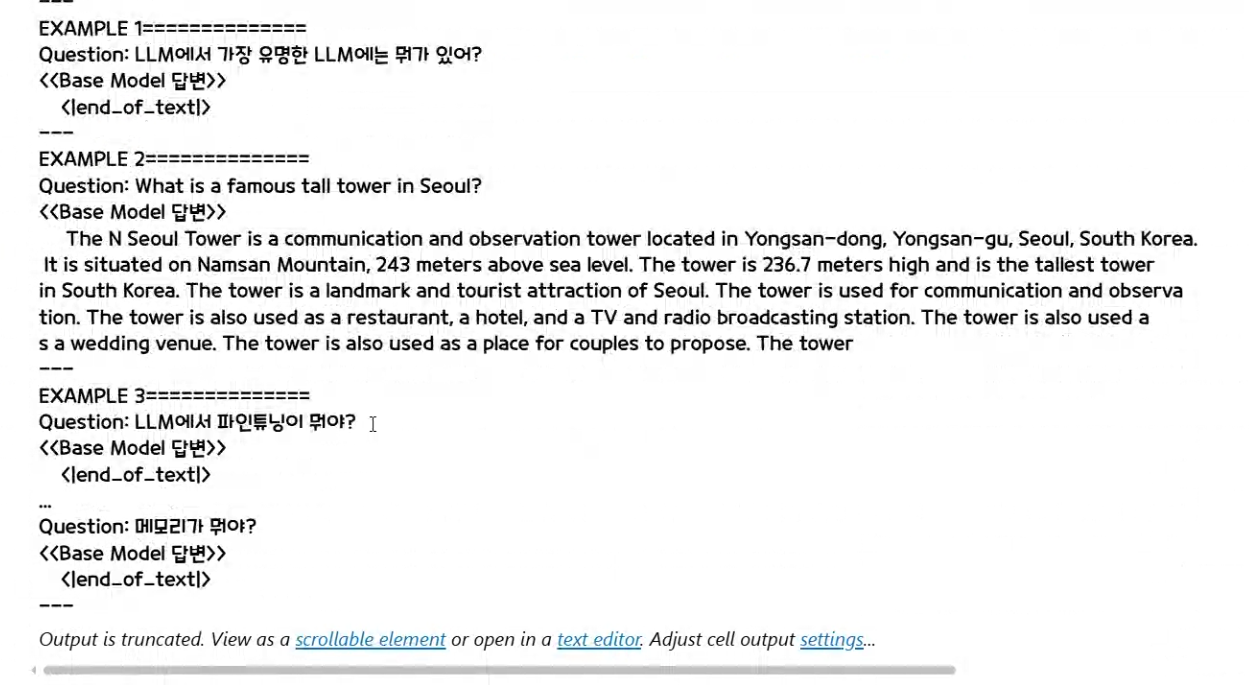 ---
EXAMPLE 1==============
Question: LLM에서 가장 유명한 LLM에는 뭐가 있어?
<<Base Model 답변>>
<|end_of_text|>
---
EXAMPLE 2==============
Question: What is a famous tall tower in Seoul?
<<Base Model 답변>>
The N Seoul Tower is a communication and observation tower located in Yongsan-dong, Yongsan-gu, Seoul, South Korea.
It is situated on Namsan Mountain, 243 meters above sea level. The tower is 236.7 meters high and is the tallest tower
in South Korea. The tower is a landmark and tourist attraction of Seoul. The tower is used for communication and observa
tion. The tower is also used as a restaurant, a hotel, and a TV and radio broadcasting station. The tower is also used a
s a wedding venue. The tower is also used as a place for couples to propose. The tower
---
EXAMPLE 3==============
Question: LLM에서 파인튜닝이 뭐야?
<<Base Model 답변>>
<|end_of_text|>
...
Question: 메모리가 뭐야?
<<Base Model 답변>>
<|end_of_text|>
---
Output is truncated. View as a scrollable element or open in a text editor. Adjust cell output settings...